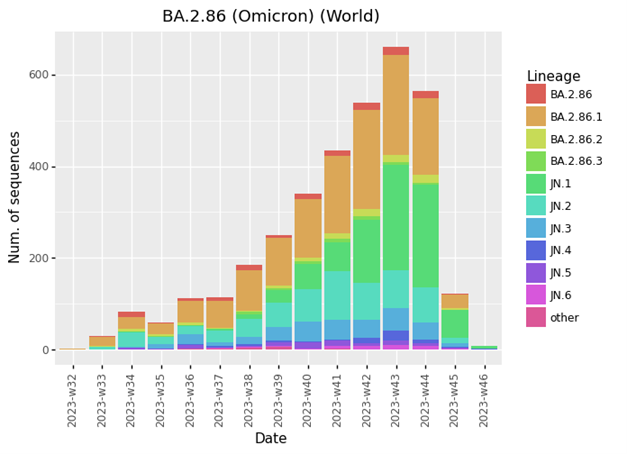 BA.2.86 (Omicron) (World)
Num. of sequences
600
400
200
0
2023-w32
2023-w33
2023-w34
2023-w35
2023-w36
2023-w37
2023-w38
2023-w39
2023-w40
2023-w41
2023-w42
2023-w43
2023-w44
2023-w45
2023-w46
Date
Lineage
BA.2.86
BA.2.86.1
BA.2.86.2
BA.2.86.3
JN.1
JN.2
JN.3
JN.4
JN.5
JN.6
other